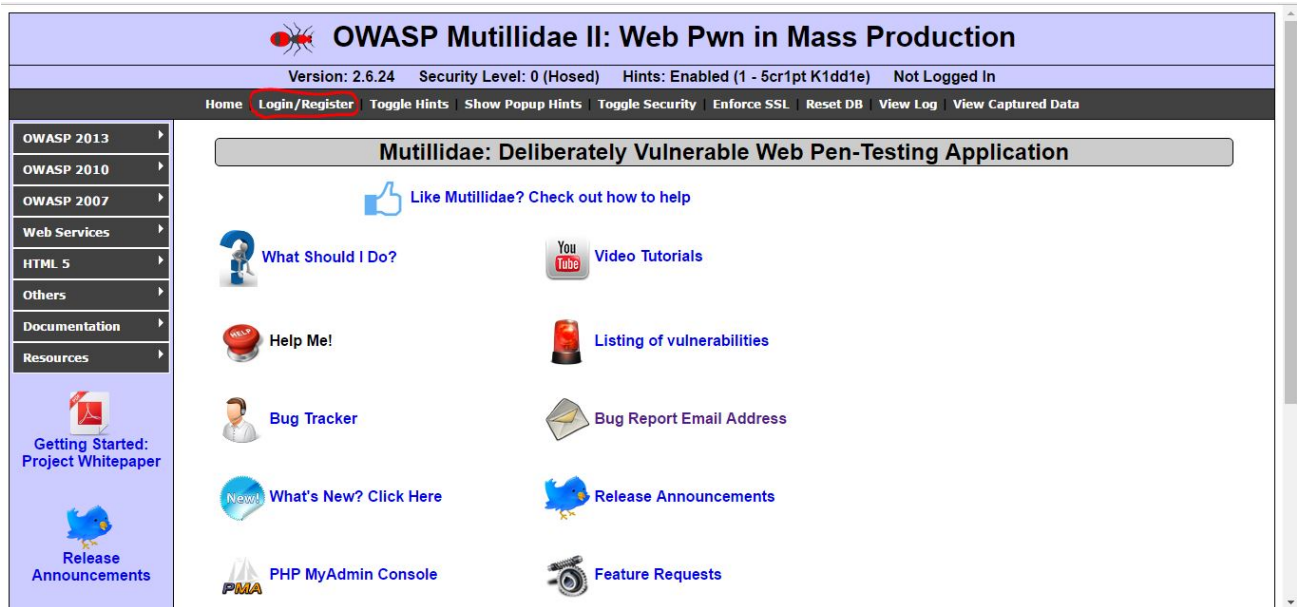 OWASP Mutillidae II: Web Pwn in Mass Production
Version: 2.6.24 Security Level: 0 (Hosed) Hints: Enabled (1 - 5cr1pt K1dd1e) Not Logged In
Home | Login/Register | Toggle Hints | Show Popup Hints | Toggle Security | Enforce SSL | Reset DB | View Log | View Captured Data
OWASP 2013
OWASP 2010
OWASP 2007
Web Services
HTML 5
Others
Documentation
Resources
Getting Started:
Project Whitepaper
Release
Announcements
Mutillidae: Deliberately Vulnerable Web Pen-Testing Application
Like Mutillidae? Check out how to help
What Should I Do?
You
Tube
Video Tutorials
HELP
Help Me!
Listing of vulnerabilities
Bug Tracker
Bug Report Email Address
New!
What's New? Click Here
Release Announcements
PMA
PHP MyAdmin Console
Feature Requests